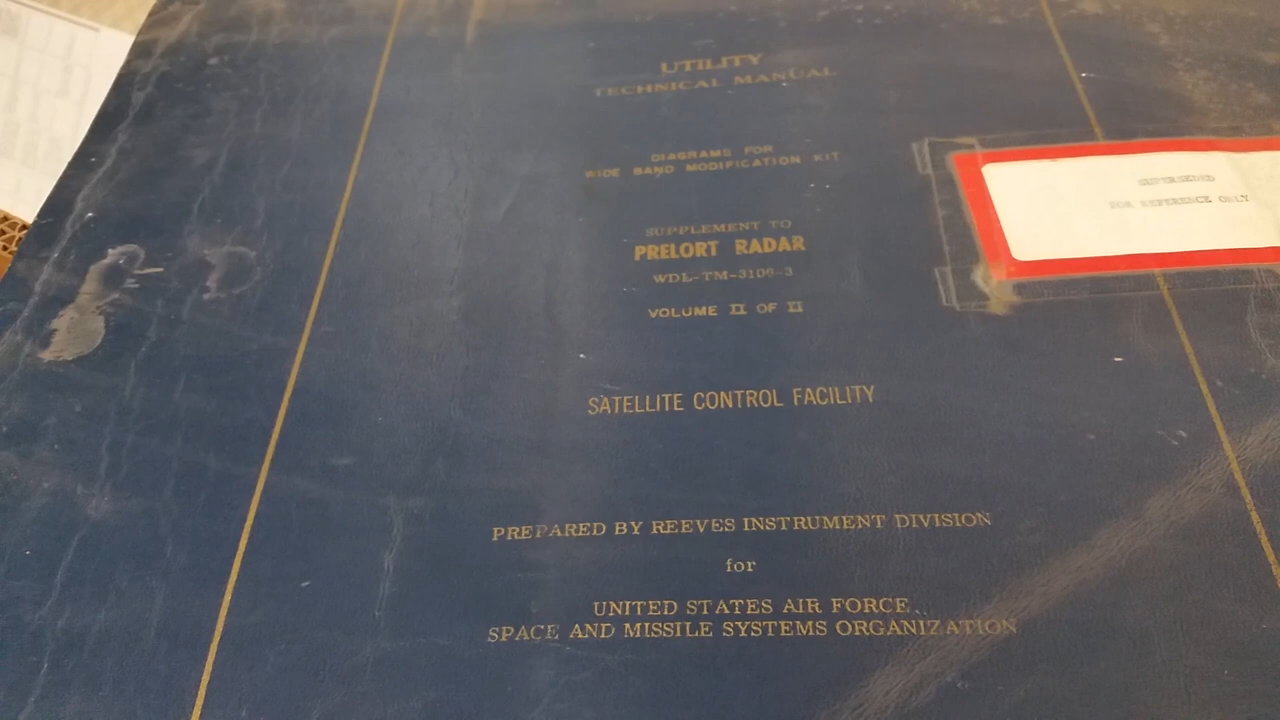 UTILITY
TECHNICAL MANUAL
DIAGRAMS FOR
WIDE BAND MODIFICATION KIT
SUPPLEMENT TO
PRELORT RADAR
WDL-TM-3106-3
VOLUME II OF II
SUPERSEDED
FOR REFERENCE ONLY
SATELLITE CONTROL FACILITY
PREPARED BY REEVES INSTRUMENT DIVISION
for
UNITED STATES AIR FORCE
SPACE AND MISSILE SYSTEMS ORGANIZATION